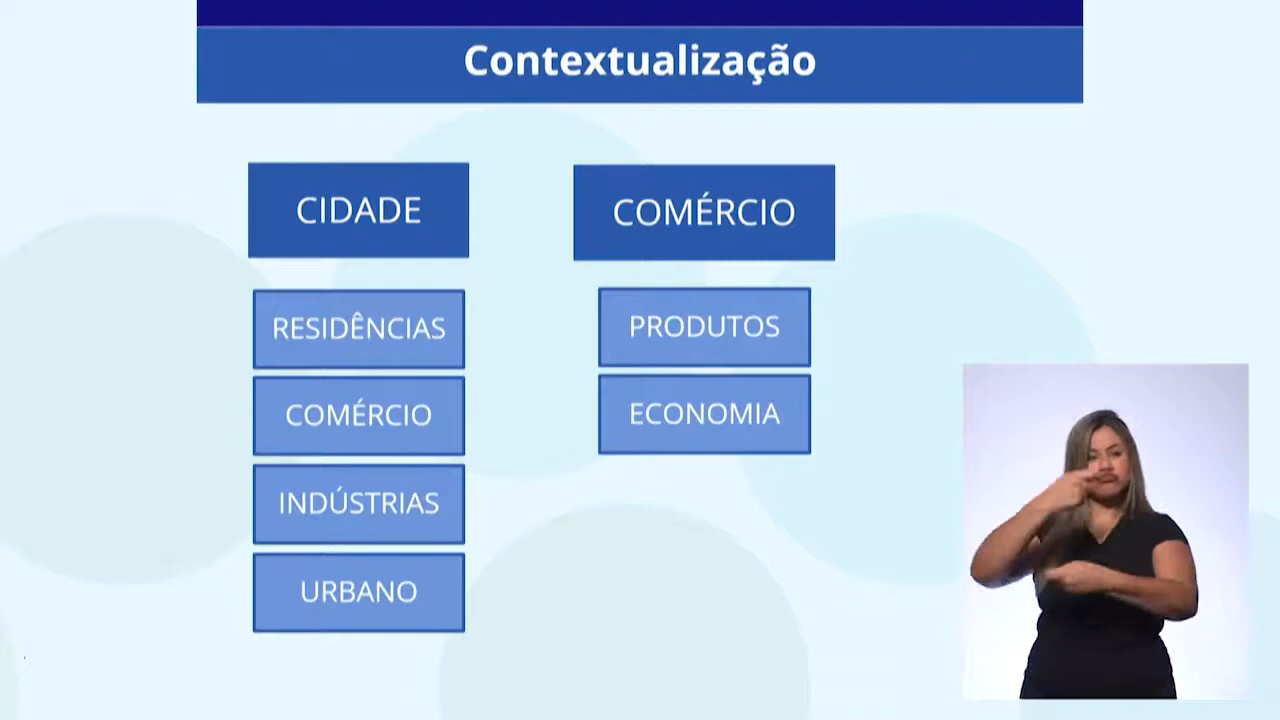 Contextualização
CIDADE
RESIDÊNCIAS
COMÉRCIO
INDÚSTRIAS
URBANO
COMÉRCIO
PRODUTOS
ECONOMIA